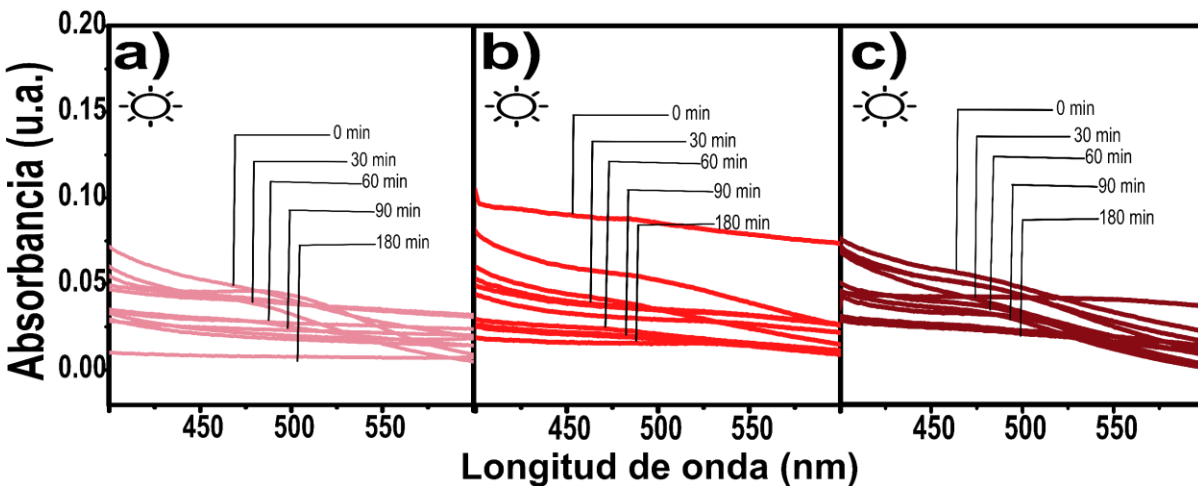 Absorbancia (u.a.)
0.20
0.15
0.10
0.05
0.00
a)
0 min
30 min
60 min
90 min
180 min
450
500
550
b)
0 min
30 min
60 min
90 min
180 min
450
500
550
c)
0 min
30 min
60 min
90 min
180 min
450
500
550
Longitud de onda (nm)